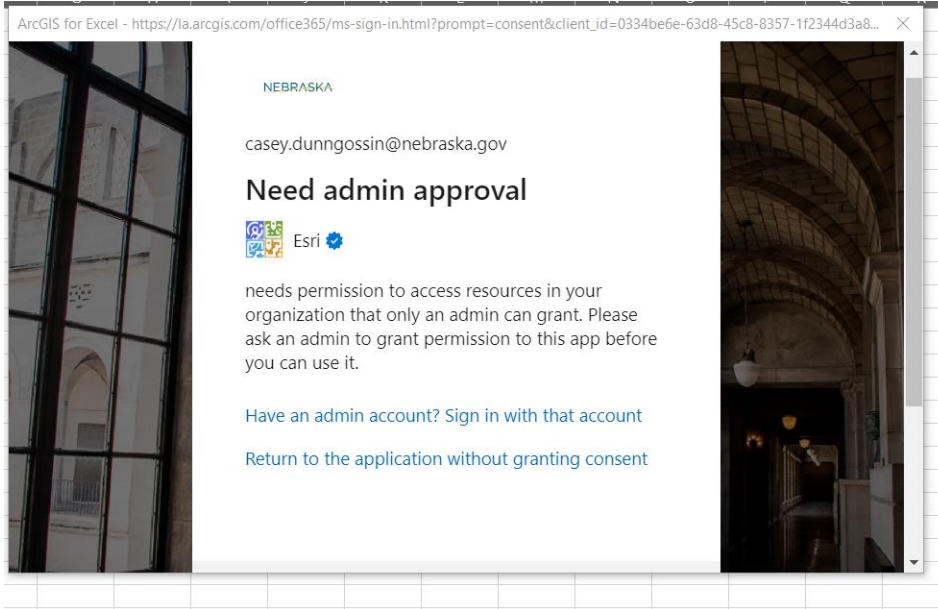 ArcGIS for Excel - https://la.arcgis.com/office365/ms-sign-in.html?prompt=consent&client_id=0334be6e-63d8-45c8-8357-1f2344d3a8...
NEBRASKA
casey.dunngossin@nebraska.gov
Need admin approval
Esri
needs permission to access resources in your
organization that only an admin can grant. Please
ask an admin to grant permission to this app before
you can use it.
Have an admin account? Sign in with that account
Return to the application without granting consent